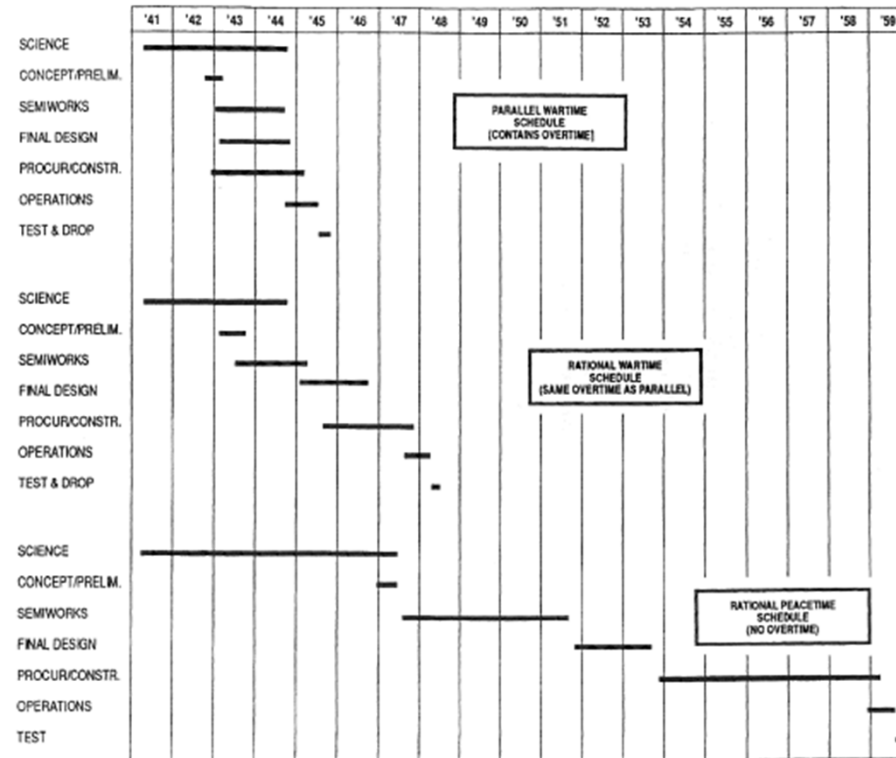 '41 '42 '43 '44 '45 '46 '47 '48 '49 '50 '51 '52 '53 '54 '55 '56 '57 '58 '59
SCIENCE
CONCEPT/PRELIM.
SEMIWORKS
FINAL DESIGN
PROCUR/CONSTR.
OPERATIONS
TEST & DROP
PARALLEL WARTIME
SCHEDULE
[CONTAINS OVERTIME]
SCIENCE
CONCEPT/PRELIM.
SEMIWORKS
FINAL DESIGN
PROCUR/CONSTR.
OPERATIONS
TEST & DROP
RATIONAL WARTIME
SCHEDULE
(SAME OVERTIME AS PARALLEL)
SCIENCE
CONCEPT/PRELIM.
SEMIWORKS
FINAL DESIGN
PROCUR/CONSTR.
OPERATIONS
TEST
RATIONAL PEACETIME
SCHEDULE
(NO OVERTIME)